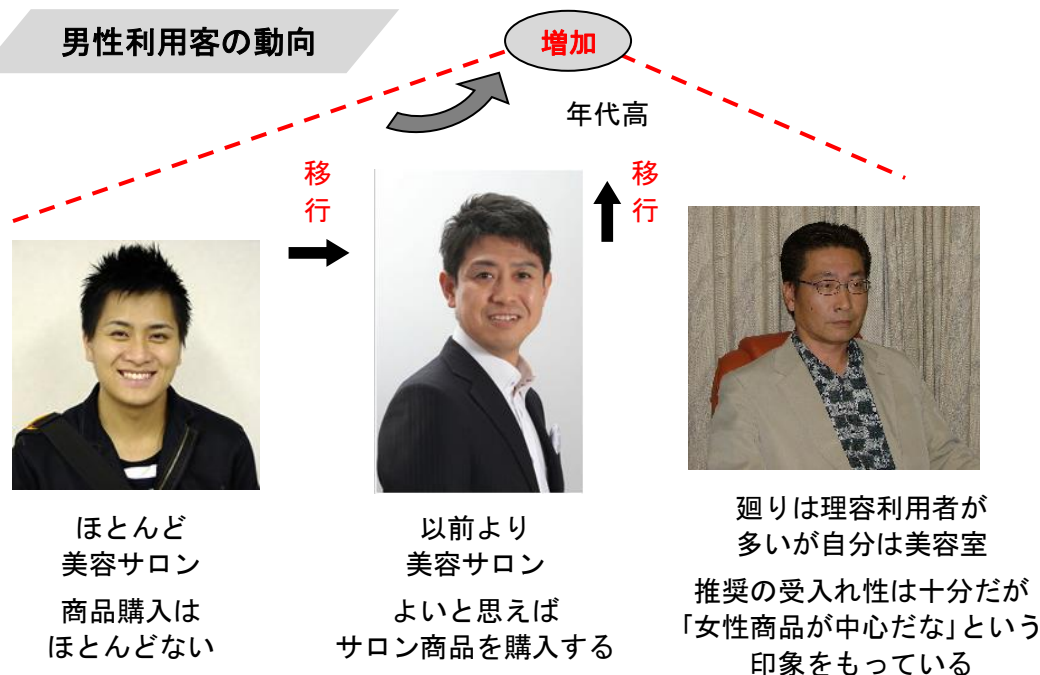 男性利用客の動向
増加
年代高
移
行
移
行
ほとんど
美容サロン
商品購入は
ほとんどない
以前より
美容サロン
よいと思えば
サロン商品を購入する
廻りは理容利用者が
多いが自分は美容室
推奨の受入れ性は十分だが
「女性商品が中心だな」という
印象をもっている